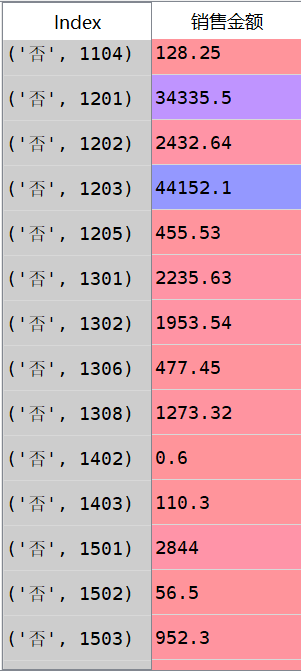 Index 销售金额
('否', 1104) 128.25
('否', 1201) 34335.5
('否', 1202) 2432.64
('否', 1203) 44152.1
('否', 1205) 455.53
('否', 1301) 2235.63
('否', 1302) 1953.54
('否', 1306) 477.45
('否', 1308) 1273.32
('否', 1402) 0.6
('否', 1403) 110.3
('否', 1501) 2844
('否', 1502) 56.5
('否', 1503) 952.3